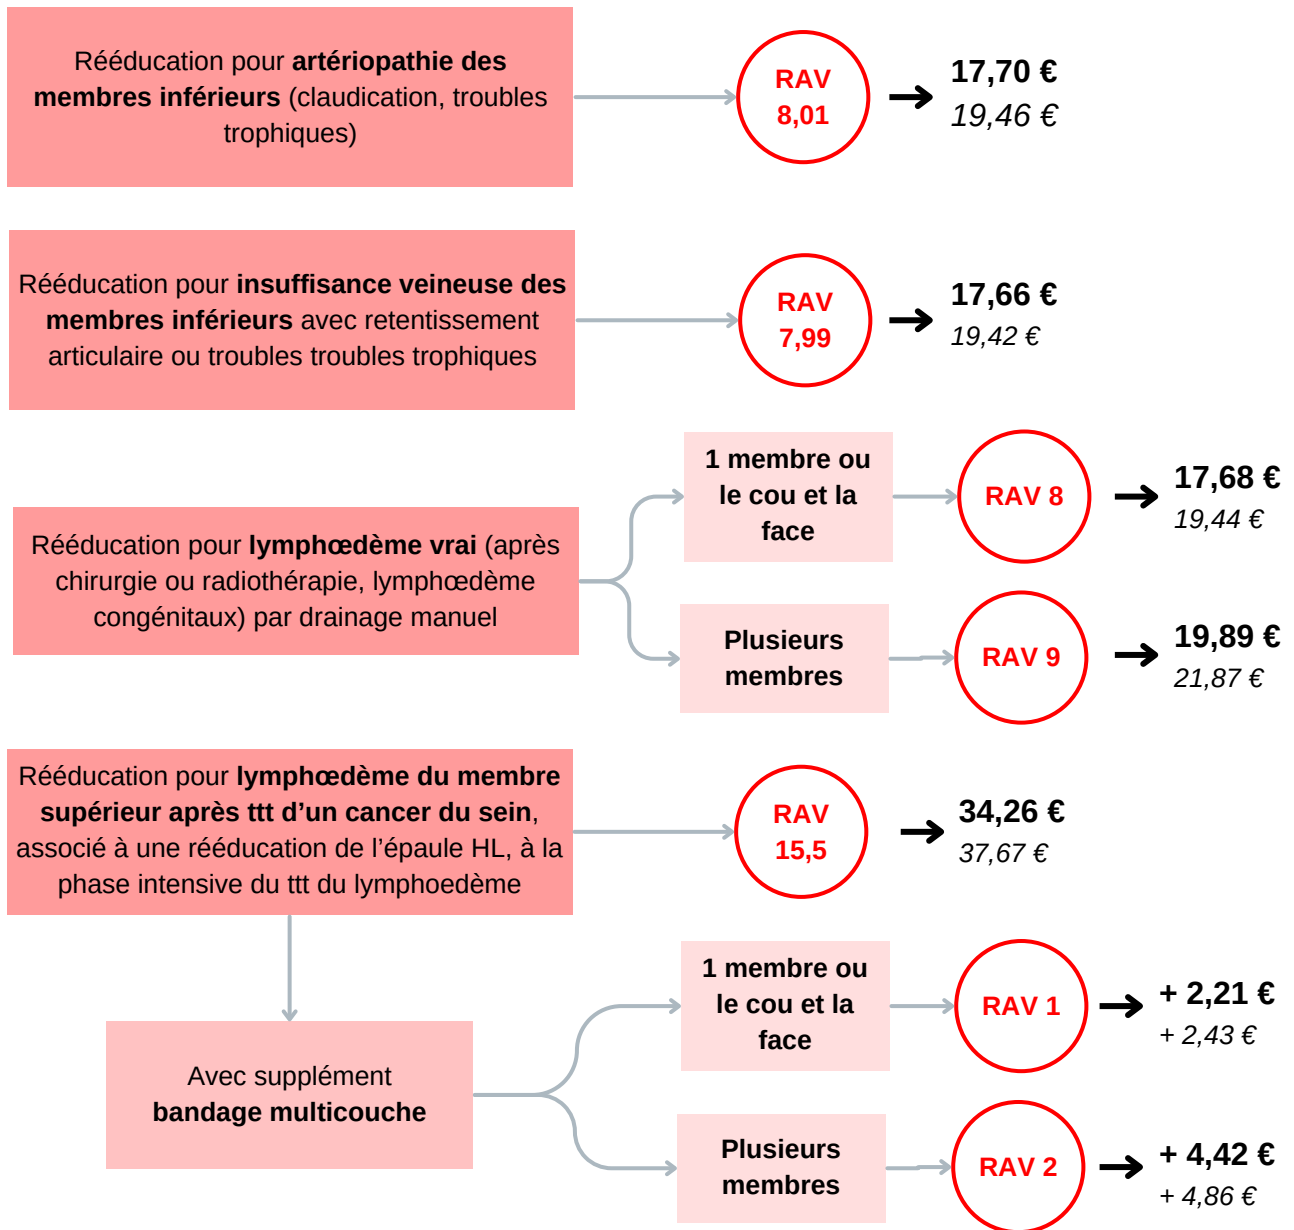 Rééducation pour artériopathie des
membres inférieurs (claudication, troubles
trophiques)
RAV
8,01
17,70 €
19,46 €
Rééducation pour insuffisance veineuse des
membres inférieurs avec retentissement
articulaire ou troubles troubles trophiques
RAV
7,99
17,66 €
19,42 €
Rééducation pour lymphœdème vrai (après
chirurgie ou radiothérapie, lymphœdème
congénitaux) par drainage manuel
1 membre ou
le cou et la
face
RAV 8
17,68 €
19,44 €
Plusieurs
membres
RAV 9
19,89 €
21,87 €
Rééducation pour lymphœdème du membre
supérieur après ttt d’un cancer du sein,
associé à une rééducation de l’épaule HL, à la
phase intensive du ttt du lymphoedème
RAV
15,5
34,26 €
37,67 €
Avec supplément
bandage multicouche
1 membre ou
le cou et la
face
RAV 1
+ 2,21 €
+ 2,43 €
Plusieurs
membres
RAV 2
+ 4,42 €
+ 4,86 €